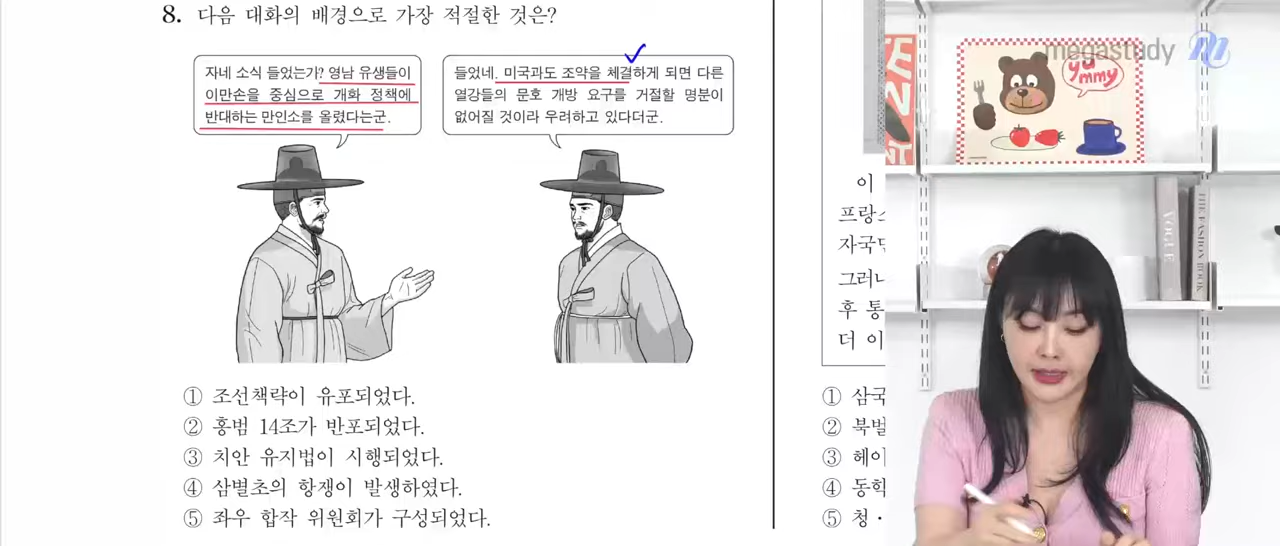 8. 다음 대화의 배경으로 가장 적절한 것은?
자네 소식 들었는가? 영남 유생들이
이만손을 중심으로 개화 정책에
반대하는 만인소를 올렸다는군.
들었네. 미국과도 조약을 체결하게 되면 다른
열강들의 문호 개방 요구를 거절할 명분이
없어질 것이라 우려하고 있다더군.
① 조선책략이 유포되었다.
② 홍범 14조가 반포되었다.
③ 치안 유지법이 시행되었다.
④ 삼별초의 항쟁이 발생하였다.
⑤ 좌우 합작 위원회가 구성되었다.
이
프랑스
자국민
그러나
후 통
더 이
① 삼국
② 북벌
③ 헤이
④ 동학
⑤ 청·
megastudy
yummy
VOGUE
THE FASHION BOOK